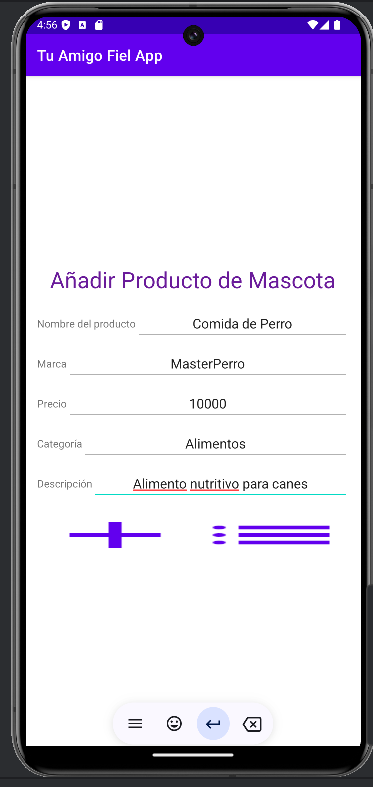 4:56
Tu Amigo Fiel App
Añadir Producto de Mascota
Nombre del producto Comida de Perro
Marca MasterPerro
Precio 10000
Categoria Alimentos
Descripción Alimento nutritivo para canes